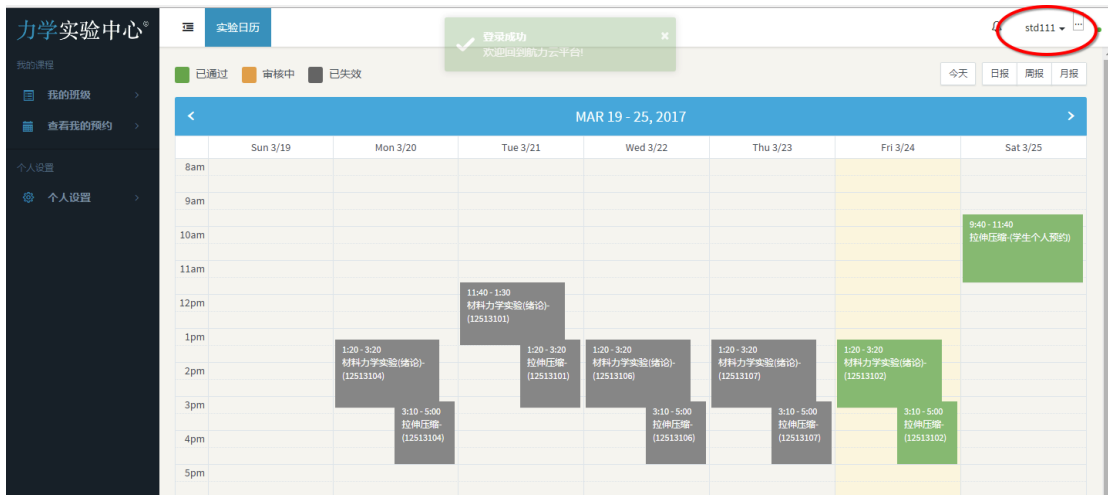 力学实验中心®
实验日历
登录成功
欢迎回到航力云平台!
std111
我的课程
已通过
审核中
已失效
今天
日报
周报
月报
我的班级
查看我的预约
个人设置
个人设置
MAR 19 - 25, 2017
Sun 3/19
Mon 3/20
Tue 3/21
Wed 3/22
Thu 3/23
Fri 3/24
Sat 3/25
8am
9am
10am
11am
12pm
1pm
2pm
3pm
4pm
5pm
9:40 - 11:40
拉伸压缩-(学生个人预约)
11:40 - 1:30
材料力学实验(绪论)-
(12513101)
1:20 - 3:20
材料力学实验(绪论)-
(12513104)
1:20 - 3:20
拉伸压缩-
(12513101)
1:20 - 3:20
材料力学实验(绪论)-
(12513106)
1:20 - 3:20
材料力学实验(绪论)-
(12513107)
1:20 - 3:20
材料力学实验(绪论)-
(12513102)
3:10 - 5:00
拉伸压缩-
(12513104)
3:10 - 5:00
拉伸压缩-
(12513106)
3:10 - 5:00
拉伸压缩-
(12513107)
3:10 - 5:00
拉伸压缩-
(12513102)